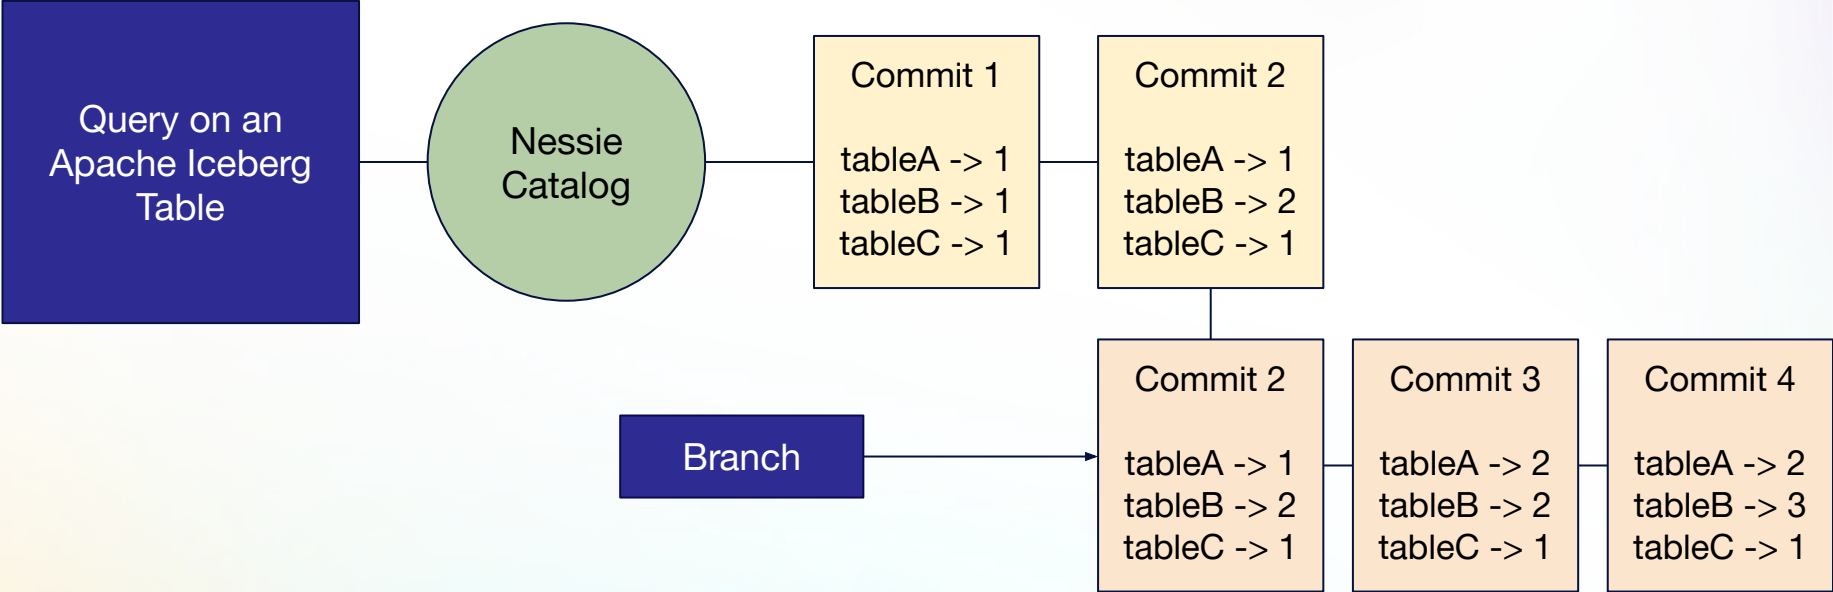 Query on an
Apache Iceberg
Table
Nessie
Catalog
Commit 1
tableA -> 1
tableB -> 1
tableC -> 1
Commit 2
tableA -> 1
tableB -> 2
tableC -> 1
Branch
Commit 2
tableA -> 1
tableB -> 2
tableC -> 1
Commit 3
tableA -> 2
tableB -> 2
tableC -> 1
Commit 4
tableA -> 2
tableB -> 3
tableC -> 1